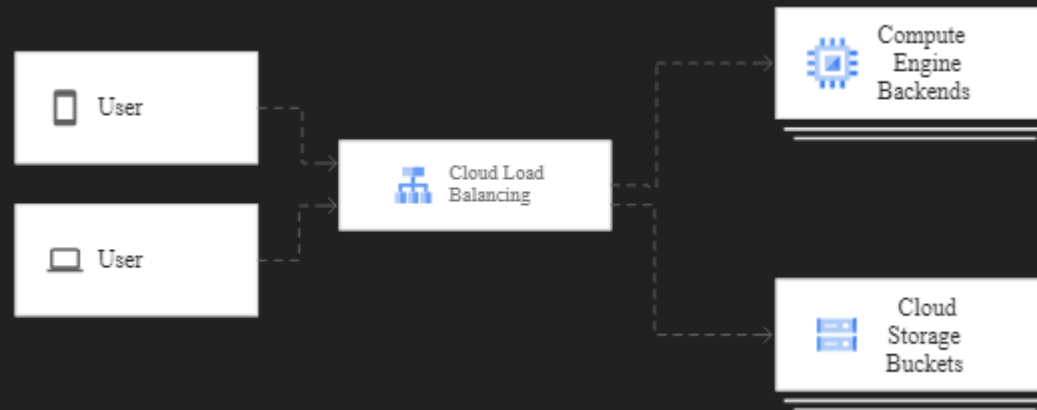 User
User
Cloud Load
Balancing
Compute
Engine
Backends
Cloud
Storage
Buckets